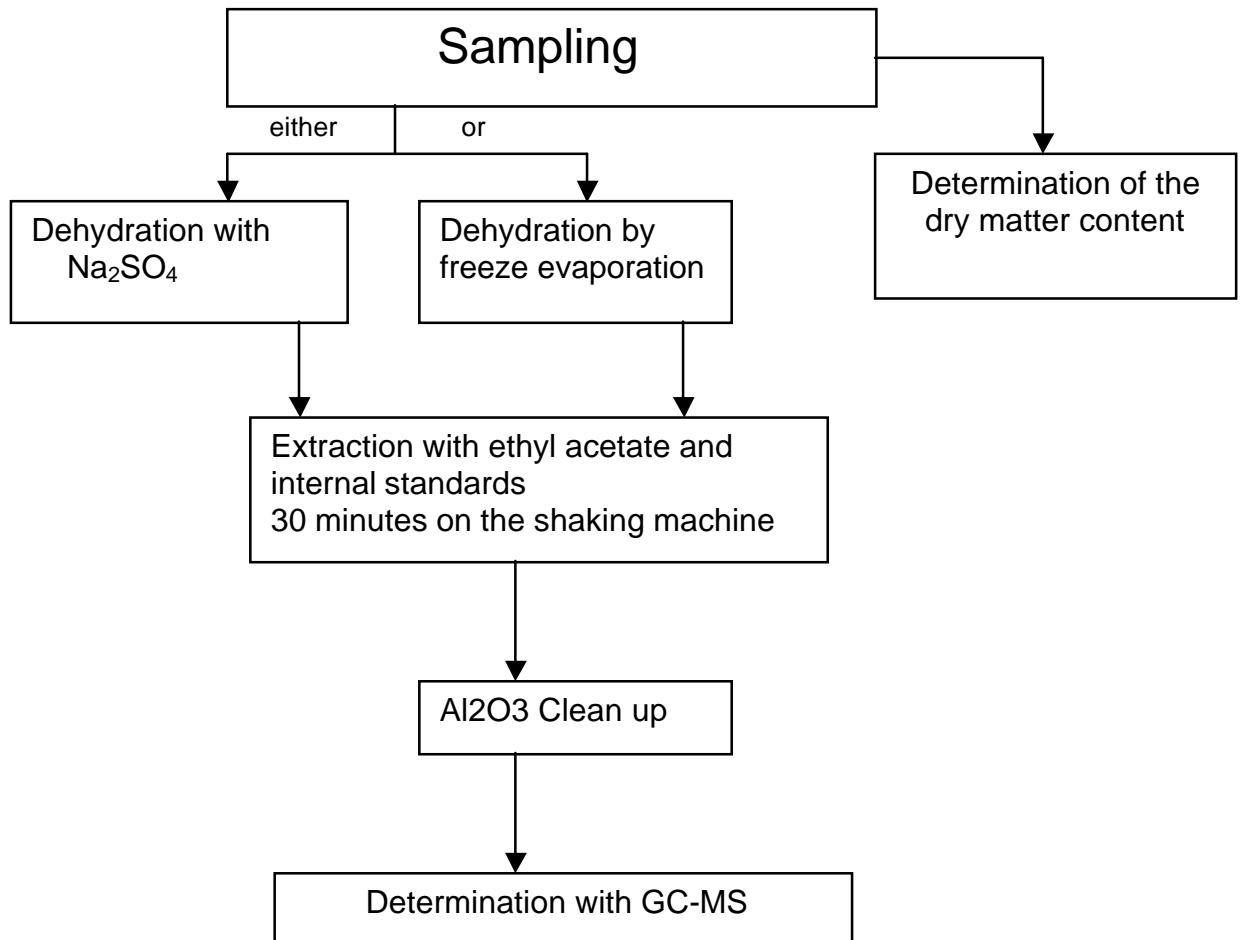 Sampling
either or
Determination of the
dry matter content
Dehydration with
Na₂SO₄
Dehydration by
freeze evaporation
Extraction with ethyl acetate and
internal standards
30 minutes on the shaking machine
Al2O3 Clean up
Determination with GC-MS